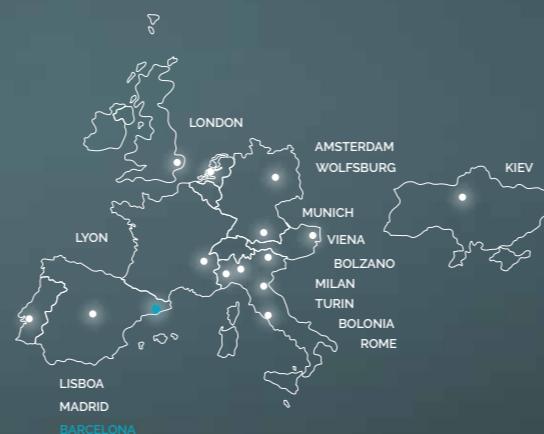 LONDON
AMSTERDAM
WOLFSBURG
KIEV
MUNICH
LYON
VIENA
BOLZANO
MILAN
TURIN
BOLONIA
ROME
LISBOA
MADRID
BARCELONA